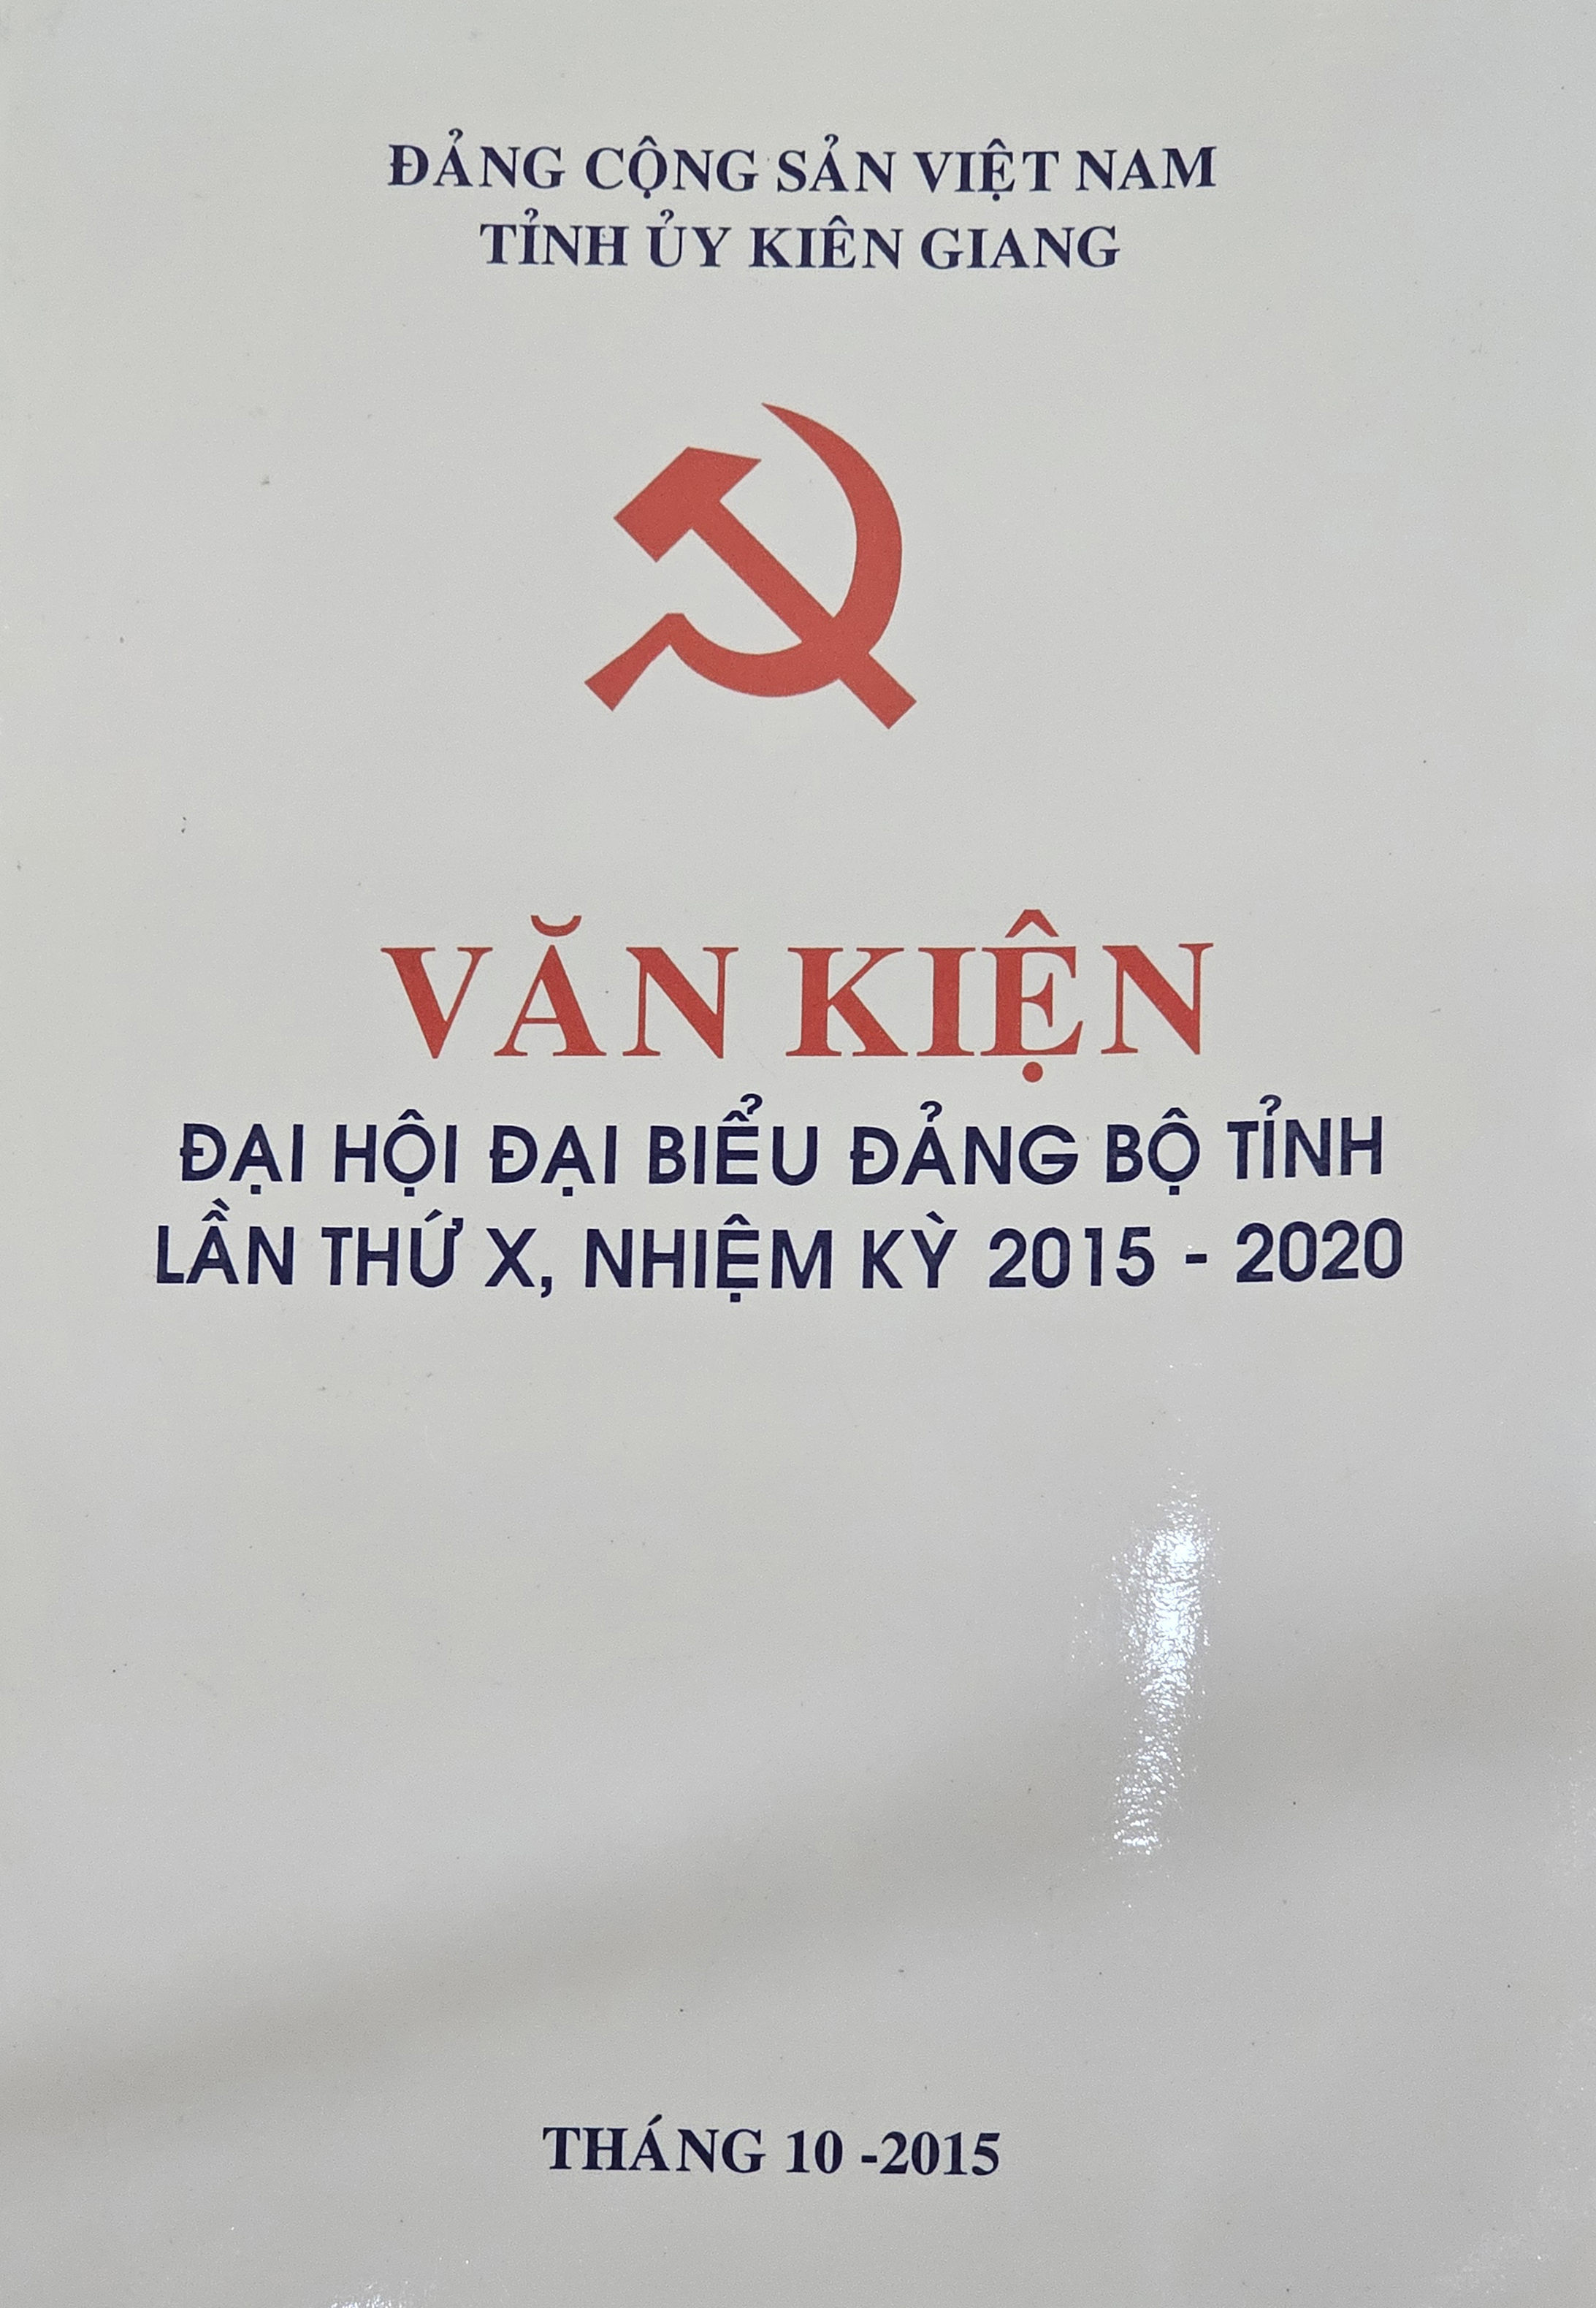 ĐẢNG CỘNG SẢN VIỆT NAM
TỈNH ỦY KIÊN GIANG
VĂN KIỆN
ĐẠI HỘI ĐẠI BIỂU ĐẢNG BỘ TỈNH
LẦN THỨ X, NHIỆM KỲ 2015 - 2020
THÁNG 10 -2015